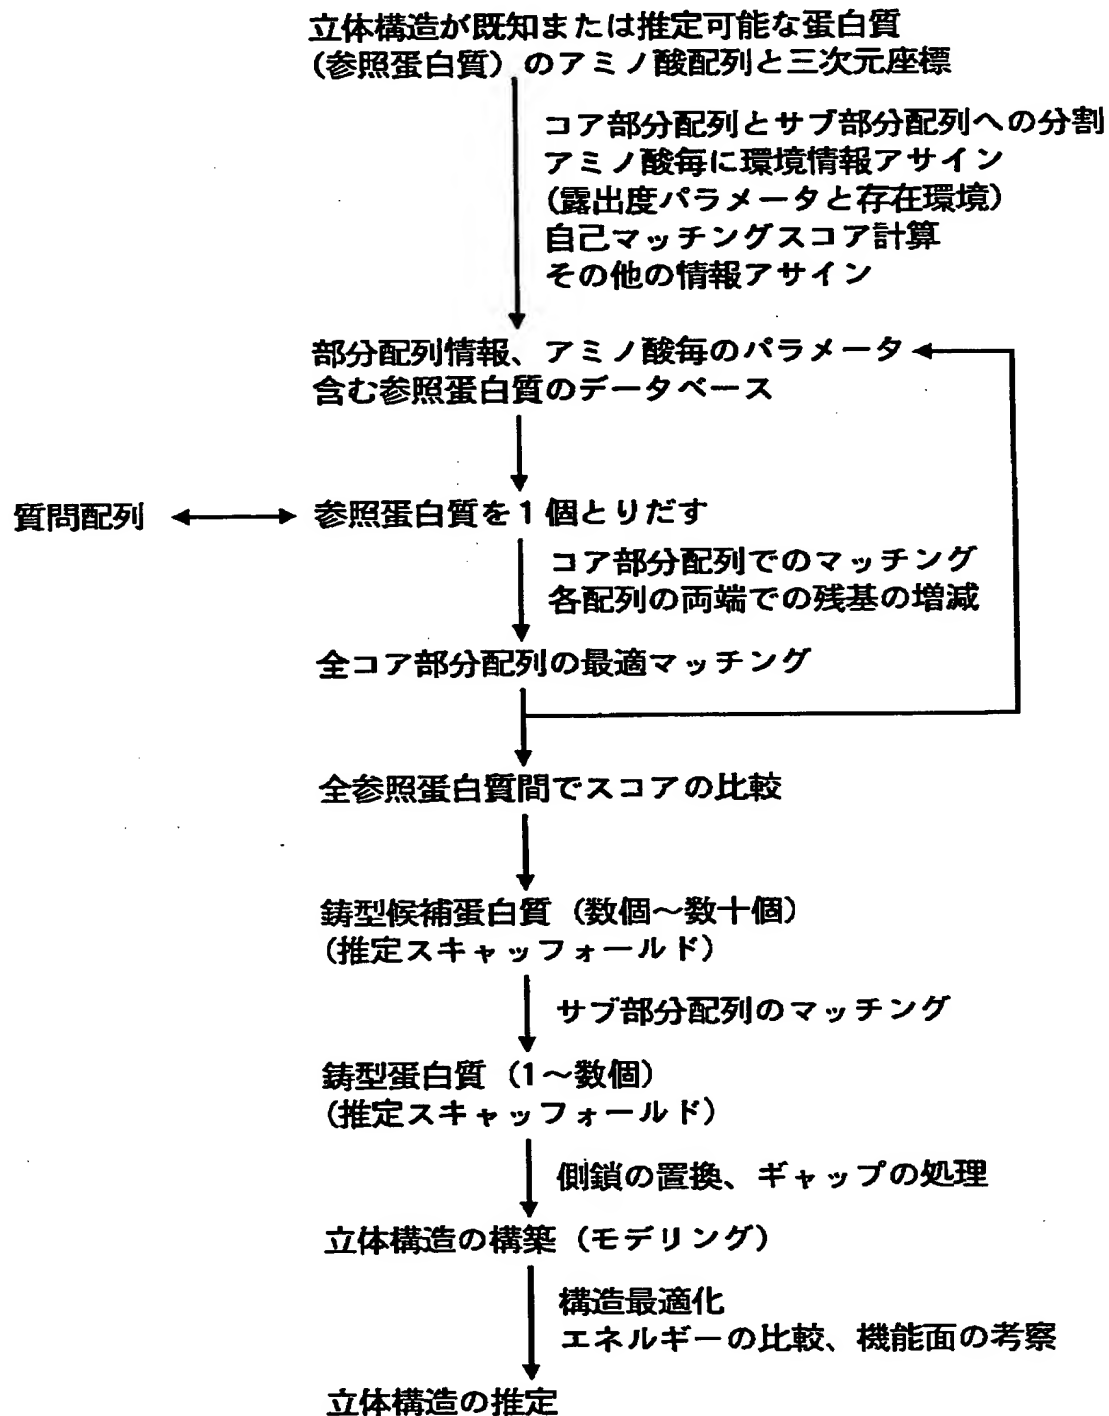 立体構造が既知または推定可能な蛋白質
(参照蛋白質)のアミノ酸配列と三次元座標
コア部分配列とサブ部分配列への分割
アミノ酸毎に環境情報アサイン
(露出度パラメータと存在環境)
自己マッチングスコア計算
その他の情報アサイン
部分配列情報、アミノ酸毎のパラメータ
含む参照蛋白質のデータベース
質問配列
参照蛋白質を1個とりだす
コア部分配列でのマッチング
各配列の両端での残基の増減
全コア部分配列の最適マッチング
全参照蛋白質間でスコアの比較
鋳型候補蛋白質(数個〜数十個)
(推定スキャッフォールド)
サブ部分配列のマッチング
鋳型蛋白質(1〜数個)
(推定スキャッフォールド)
側鎖の置換、ギャップの処理
立体構造の構築(モデリング)
構造最適化
エネルギーの比較、機能面の考察
立体構造の推定